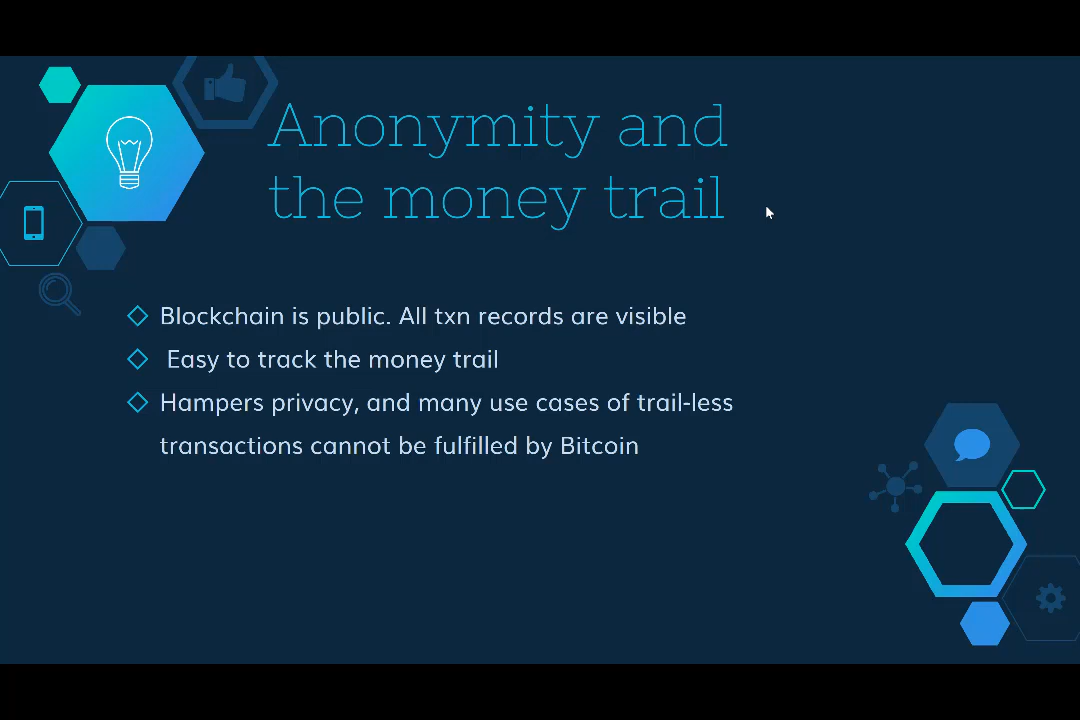 Anonymity and
the money trail
Blockchain is public. All txn records are visible
Easy to track the money trail
Hampers privacy, and many use cases of trail-less
transactions cannot be fulfilled by Bitcoin